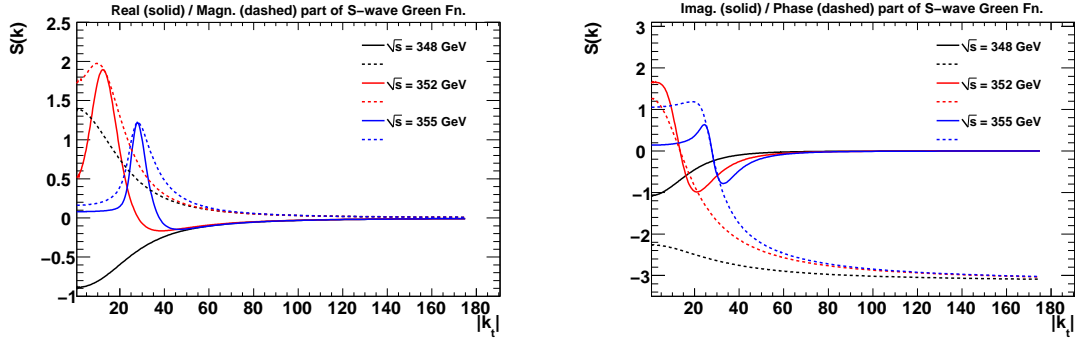 Real (solid) / Magn. (dashed) part of S-wave Green Fn.
S(k)
2.5
2
1.5
1
0.5
0
−0.5
−1
0 20 40 60 80 100 120 140 160 180
|k_t|
√s = 348 GeV
√s = 352 GeV
√s = 355 GeV
Imag. (solid) / Phase (dashed) part of S-wave Green Fn.
S(k)
3
2
1
0
-1
-2
-3
0 20 40 60 80 100 120 140 160 180
|k_t|
√s = 348 GeV
√s = 352 GeV
√s = 355 GeV